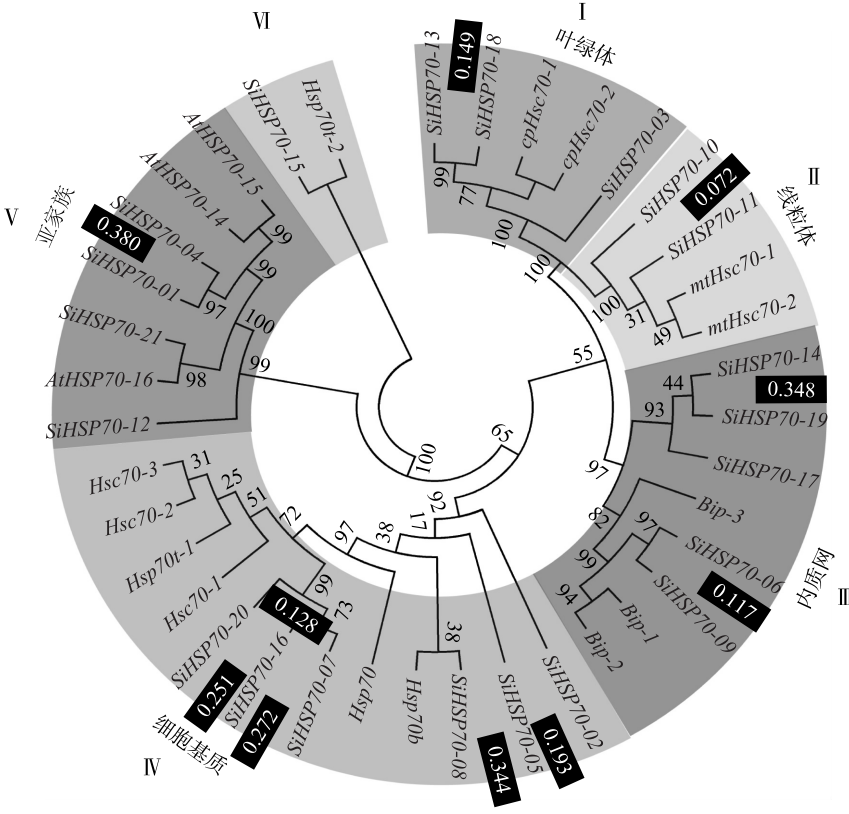 I
叶绿体
SiHSP70-13
0.149
SiHSP70-18
cpHsc70-1
cpHsc70-2
SiHSP70-03
99
77
100
100
II
线粒体
SiHSP70-10
0.072
SiHSP70-11
mtHsc70-1
mtHsc70-2
100
31
49
55
SiHSP70-14
0.348
SiHSP70-19
SiHSP70-17
44
93
97
Bip-3
SiHSP70-06
0.117
SiHSP70-09
Bip-1
Bip-2
82
97
99
94
内质网
III
65
92
17
SiHSP70-02
0.193
SiHSP70-05
0.344
SiHSP70-08
Hsp70b
38
38
Hsp70
97
SiHSP70-07
0.272
SiHSP70-16
0.251
SiHSP70-20
0.128
73
99
72
Hsc70-1
Hsp70t-1
Hsc70-2
Hsc70-3
51
25
31
细胞基质
IV
100
SiHSP70-12
AtHSP70-16
SiHSP70-21
SiHSP70-01
0.380
SiHSP70-04
AtHSP70-14
AtHSP70-15
99
99
97
100
98
99
亚家族
V
VI
SiHSP70-15
Hsp70t-2